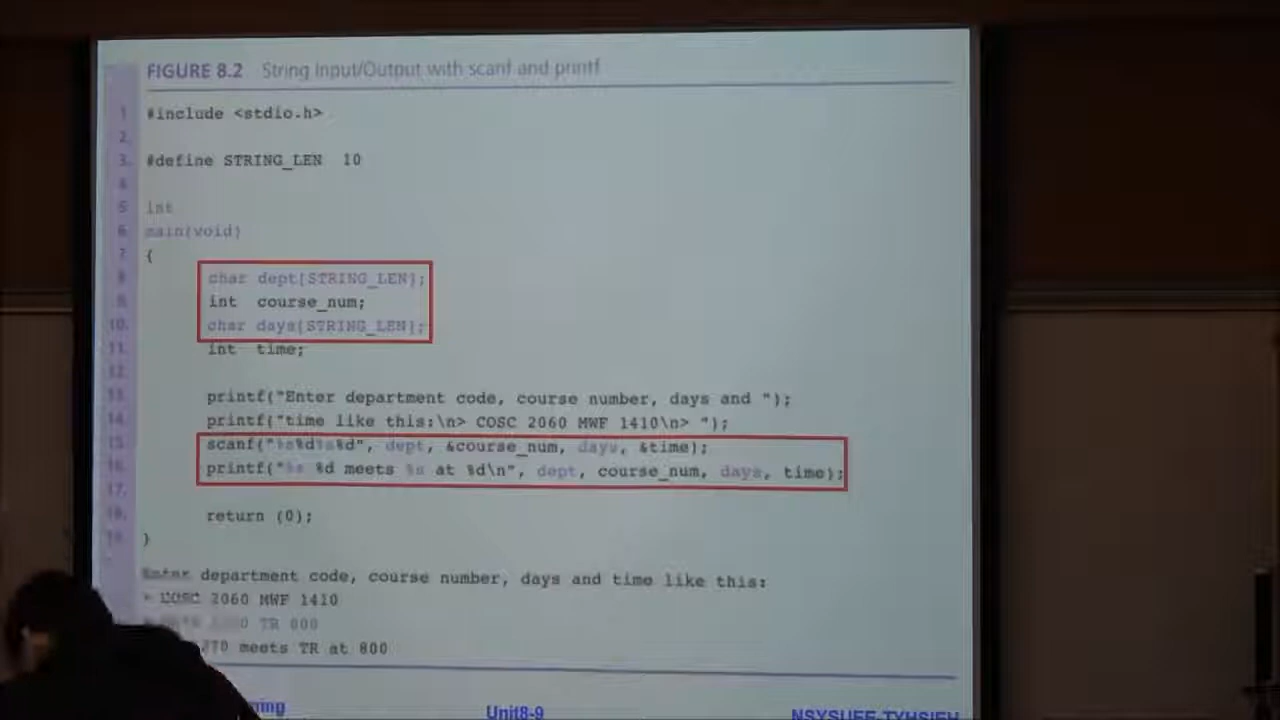 FIGURE 8.2 String Input/Output with scanf and printf
1 #include <stdio.h>
2.
3. #define STRING_LEN 10
4
5 int
6 main(void)
7 {
8 char dept[STRING_LEN];
9. int course_num;
10. char days[STRING_LEN];
11. int time;
12.
13. printf("Enter department code, course number, days and ");
14. printf("time like this:\n> COSC 2060 MWF 1410\n> ");
15. scanf("%s%d%s%d", dept, &course_num, days, &time);
16. printf("%s %d meets %s at %d\n", dept, course_num, days, time);
17.
18. return (0);
19. }
Enter department code, course number, days and time like this:
> COSC 2060 MWF 1410
> TR 800
meets TR at 800
Unit8-9